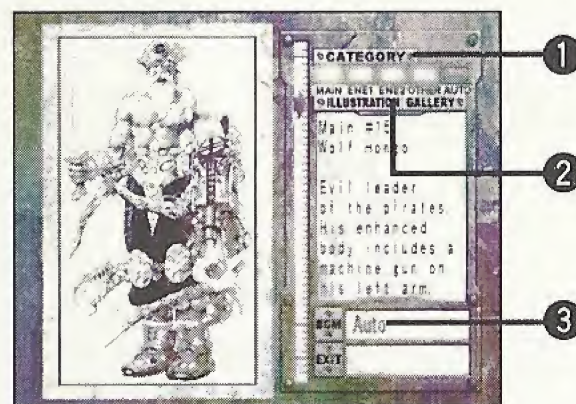 CATEGORY
MAIN ENE1 ENE2 OTHER AUTO
ILLUSTRATION GALLERY
Main #15
Wolf Hongo
Evil leader
of the pirates.
His enhanced
body includes a
machine gun on
his left arm.
BGM Auto
EXIT
1
2
3